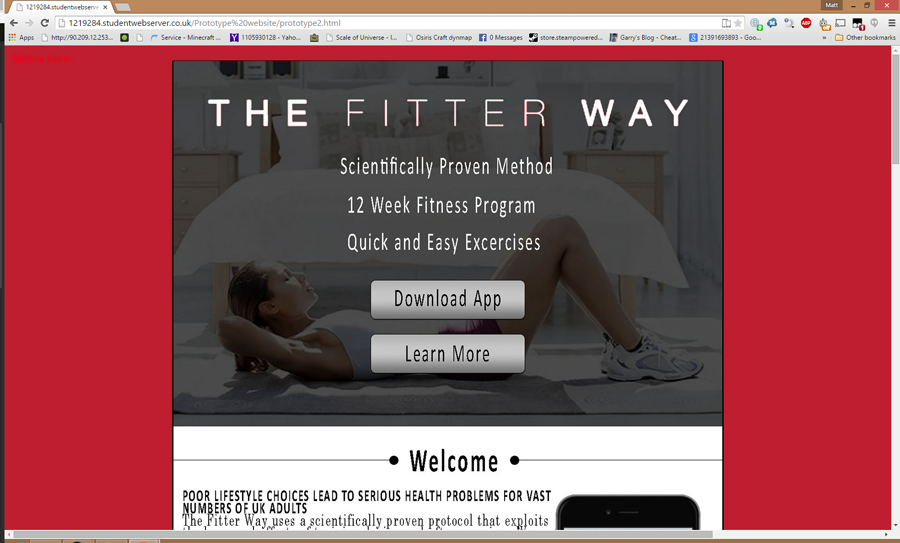 Matt
1219284.studentwebserve
1219284.studentwebserver.co.uk/Prototype%20website/prototype2.html
Apps http://90.209.12.253... Service - Minecraft ... 1105930128 - Yaho... Scale of Universe - I... Osiris Craft dynmap 0 Messages store.steampowered... Garry's Blog - Cheat... 21391693893 - Goo... » Other bookmarks
THE FITTER WAY
Scientifically Proven Method
12 Week Fitness Program
Quick and Easy Excercises
Download App
Learn More
• Welcome •
POOR LIFESTYLE CHOICES LEAD TO SERIOUS HEALTH PROBLEMS FOR VAST
NUMBERS OF UK ADULTS
The Fitter Way uses a scientifically proven protocol that exploits